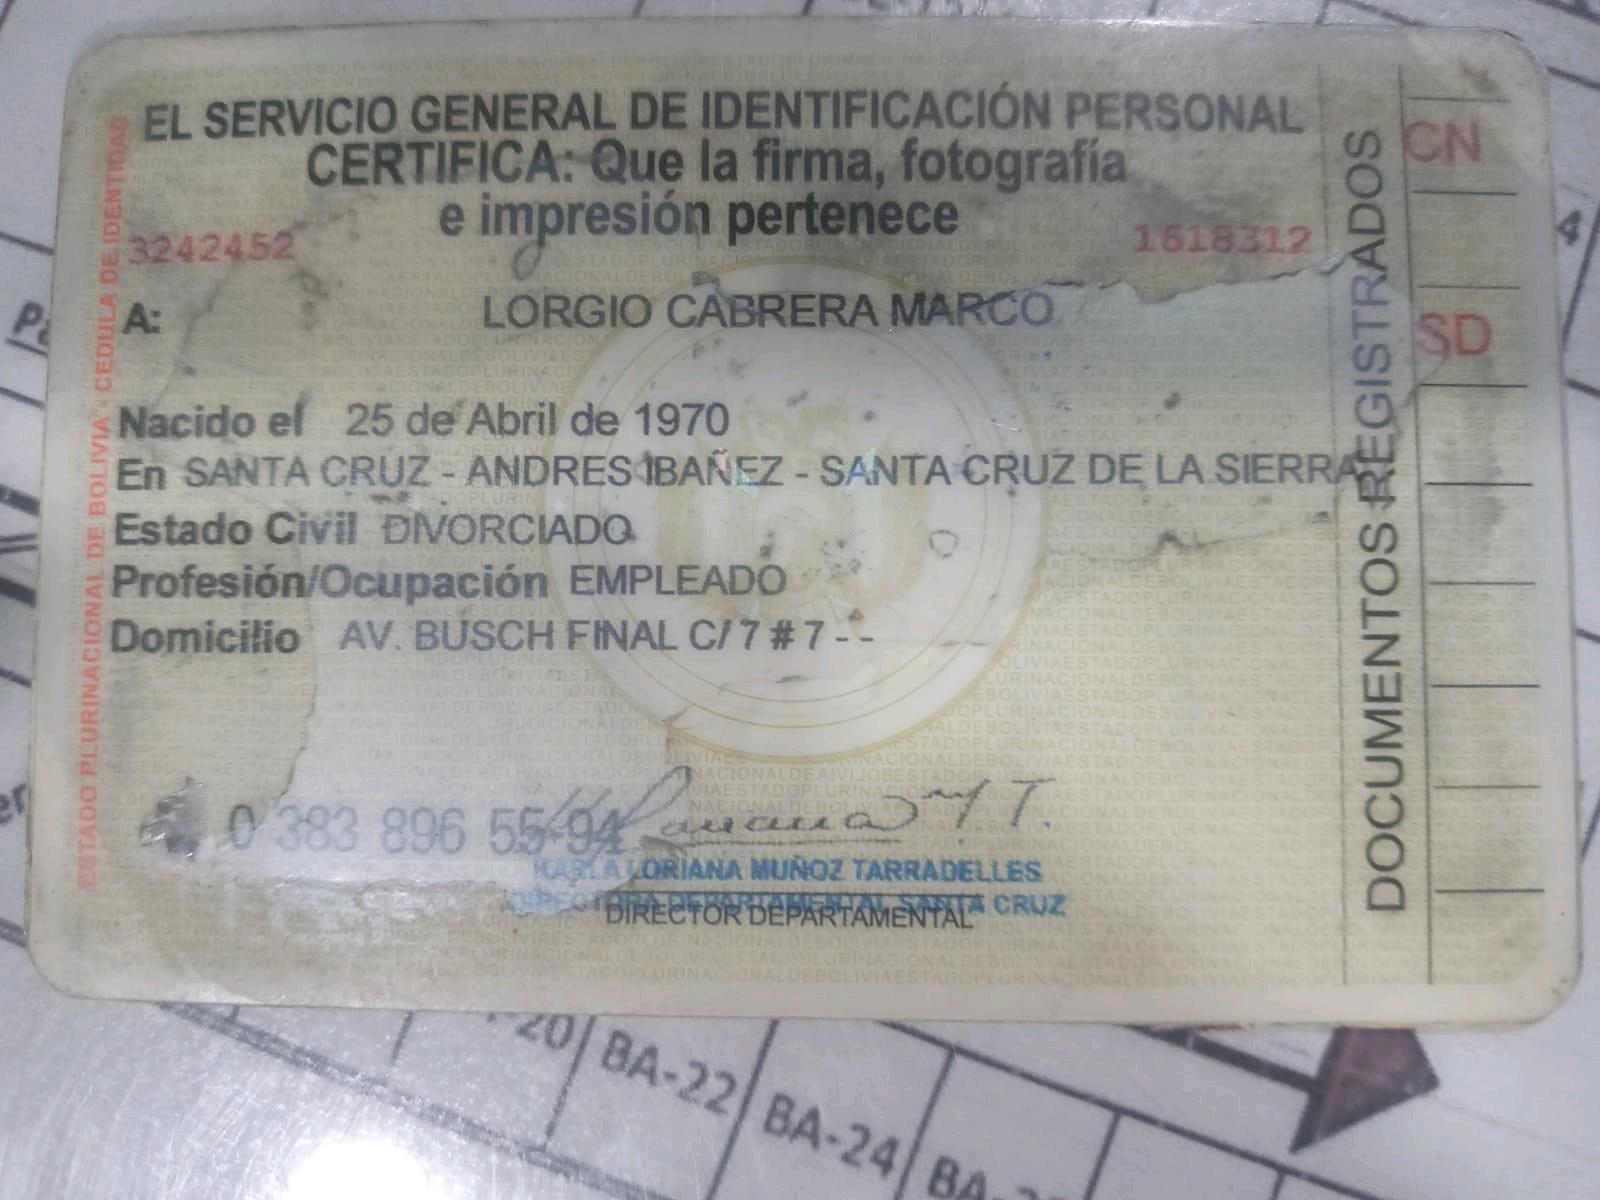 EL SERVICIO GENERAL DE IDENTIFICACIÓN PERSONAL
CERTIFICA: Que la firma, fotografía
e impresión pertenece
3242452
1618312
A: LORGIO CABRERA MARCO
Nacido el 25 de Abril de 1970
En SANTA CRUZ - ANDRES IBAÑEZ - SANTA CRUZ DE LA SIERRA
Estado Civil DIVORCIADO
Profesión/Ocupación EMPLEADO
Domicilio AV. BUSCH FINAL C/ 7 # 7 - -
0 383 896 55-94
KARLA LORIANA MUÑOZ TARRADELLES
DIRECTORA DEPARTAMENTAL SANTA CRUZ
DIRECTOR DEPARTAMENTAL
ESTADO PLURINACIONAL DE BOLIVIA - CEDULA DE IDENTIDAD
DOCUMENTOS REGISTRADOS
CN
SD
4
20
BA-22
BA-24